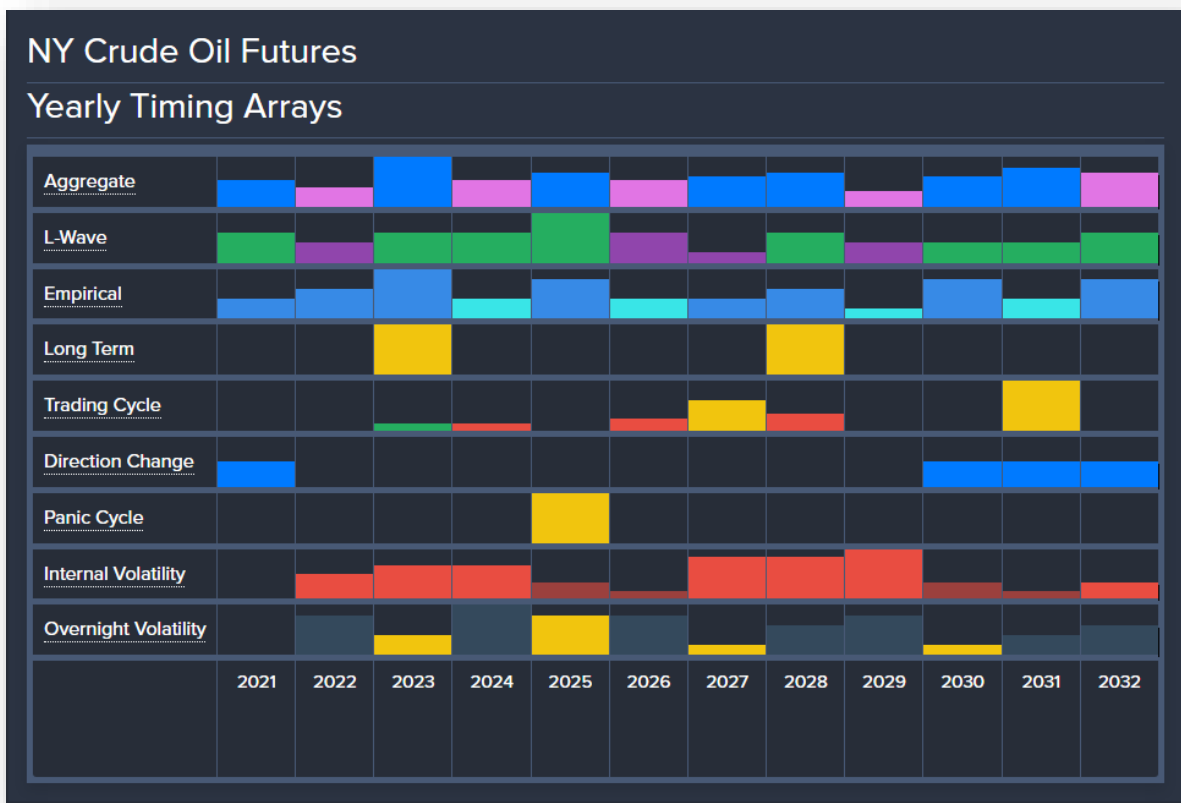 NY Crude Oil Futures
Yearly Timing Arrays
Aggregate
L-Wave
Empirical
Long Term
Trading Cycle
Direction Change
Panic Cycle
Internal Volatility
Overnight Volatility
2021 2022 2023 2024 2025 2026 2027 2028 2029 2030 2031 2032